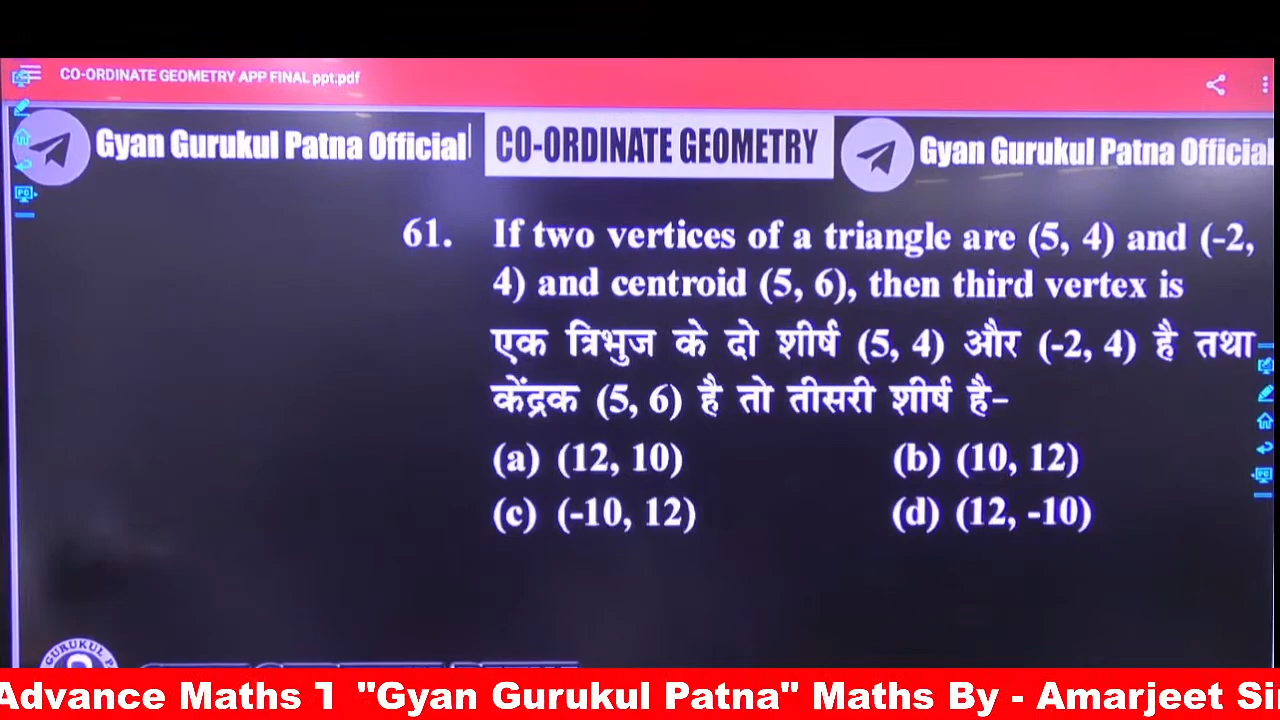 CO-ORDINATE GEOMETRY APP FINAL ppt.pdf
Gyan Gurukul Patna Official
CO-ORDINATE GEOMETRY
Gyan Gurukul Patna Official
61. If two vertices of a triangle are (5, 4) and (-2,
4) and centroid (5, 6), then third vertex is
एक त्रिभुज के दो शीर्ष (5, 4) और (-2, 4) है तथा
केंद्रक (5, 6) है तो तीसरी शीर्ष है-
(a) (12, 10) (b) (10, 12)
(c) (-10, 12) (d) (12, -10)
GURUKUL
Advance Maths "Gyan Gurukul Patna" Maths By - Amarjeet